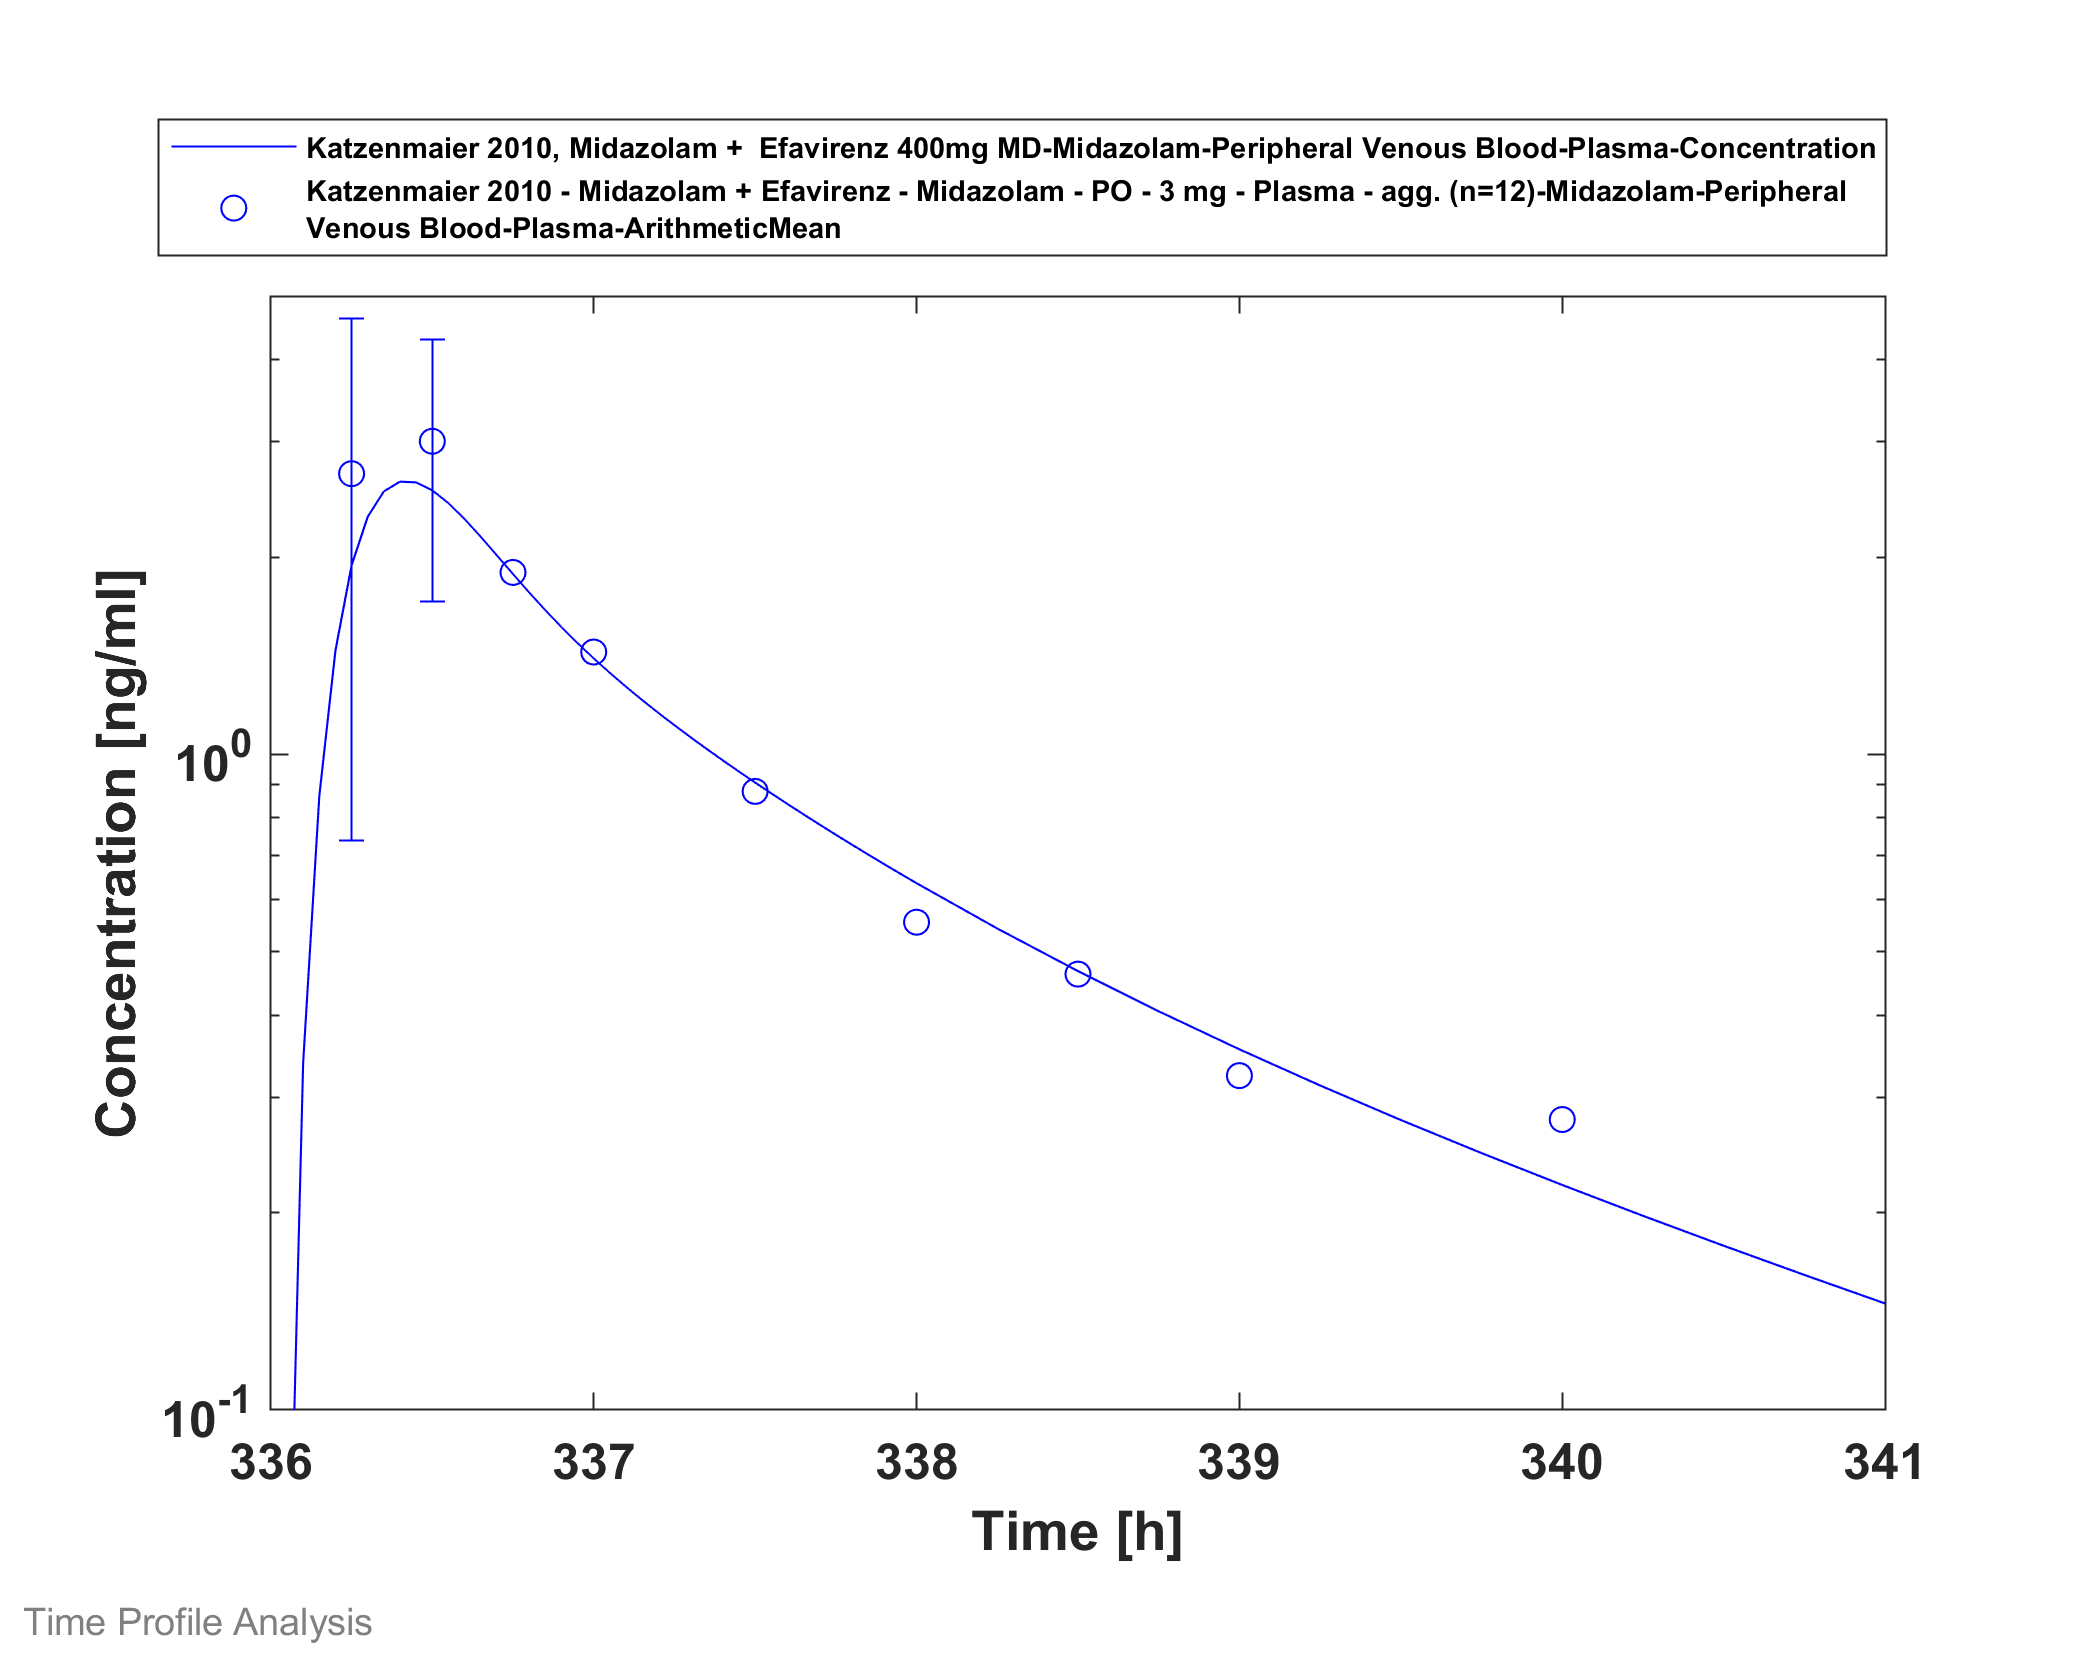 Katzenmaier 2010, Midazolam +  Efavirenz 400mg MD-Midazolam-Peripheral Venous Blood-Plasma-Concentration
Katzenmaier 2010 - Midazolam + Efavirenz - Midazolam - PO - 3 mg - Plasma - agg. (n=12)-Midazolam-Peripheral
Venous Blood-Plasma-ArithmeticMean
Concentration [ng/ml]
10^0
10^-1
336 337 338 339 340 341
Time [h]
Time Profile Analysis